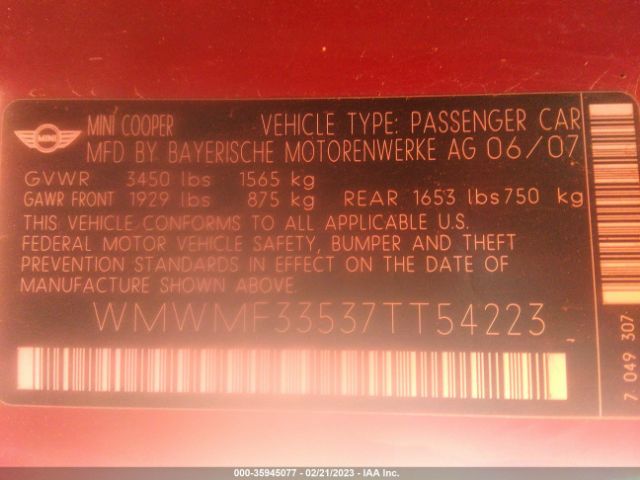 MINI
MINI COOPER VEHICLE TYPE: PASSENGER CAR
MFD BY BAYERISCHE MOTORENWERKE AG 06/07
GVWR 3450 lbs 1565 kg
GAWR FRONT 1929 lbs 875 kg REAR 1653 lbs 750 kg
THIS VEHICLE CONFORMS TO ALL APPLICABLE U.S.
FEDERAL MOTOR VEHICLE SAFETY, BUMPER AND THEFT
PREVENTION STANDARDS IN EFFECT ON THE DATE OF
MANUFACTURE SHOWN ABOVE.
WMWMF33537TT54223
7 049 307
000-35945077 - 02/21/2023 - IAA Inc.